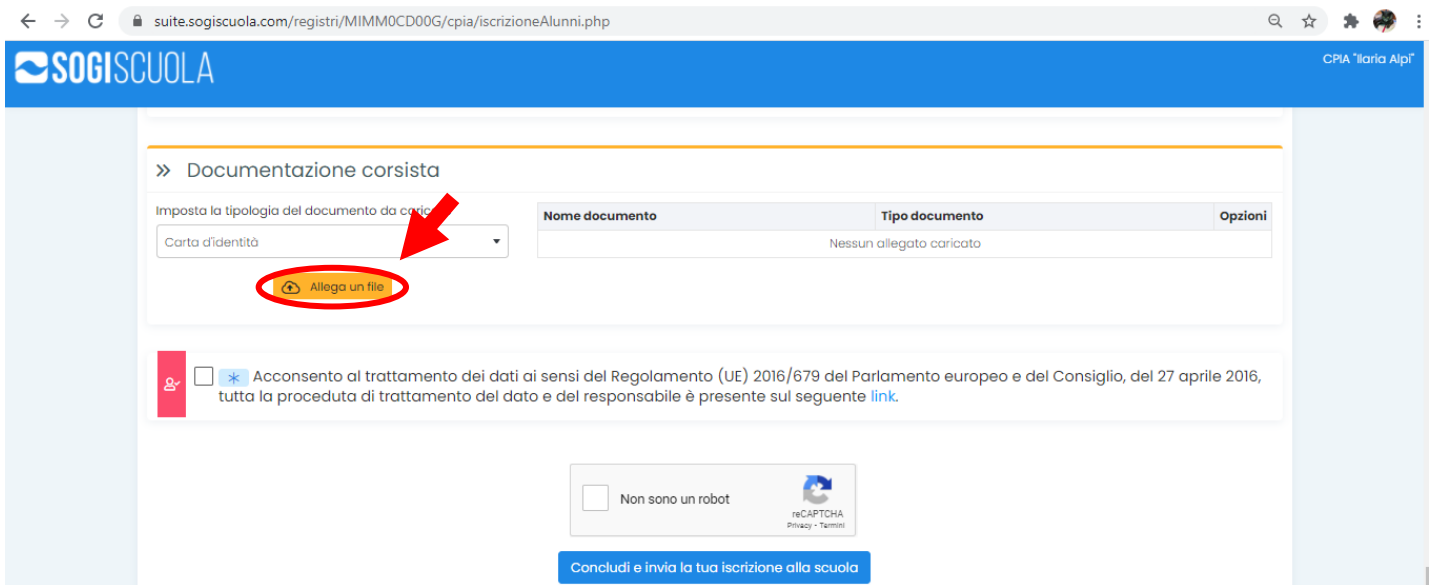 suite.sogiscuola.com/registri/MIMM0CD00G/cpia/iscrizioneAlunni.php
SOGISCUOLA
CPIA "Ilaria Alpi"
» Documentazione corsista
Imposta la tipologia del documento da
Carta d'identità
Allega un file
Nome documento Tipo documento Opzioni
Nessun allegato caricato
* Acconsento al trattamento dei dati ai sensi del Regolamento (UE) 2016/679 del Parlamento europeo e del Consiglio, del 27 aprile 2016,
tutta la proceduta di trattamento del dato e del responsabile è presente sul seguente link.
Non sono un robot
reCAPTCHA
Privacy - Termini
Concludi e invia la tua iscrizione alla scuola